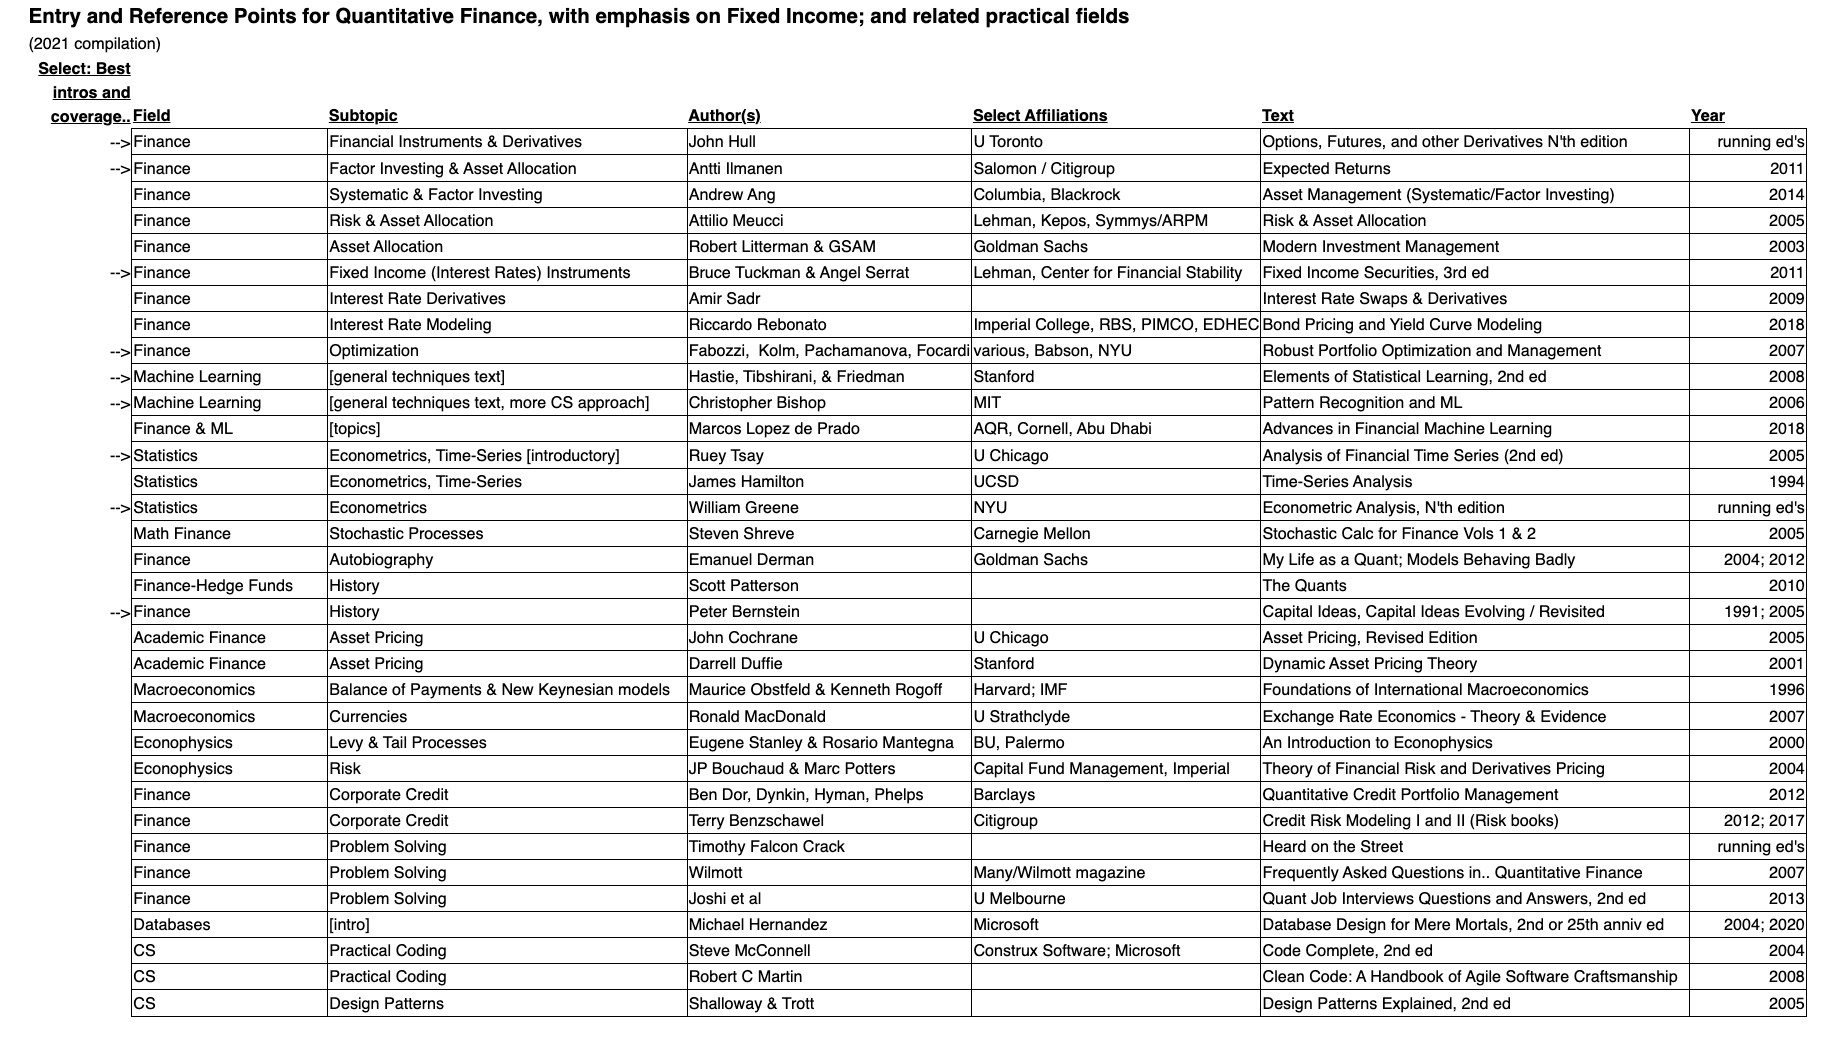 Entry and Reference Points for Quantitative Finance, with emphasis on Fixed Income; and related practical fields
(2021 compilation)
Select: Best
intros and
coverage.. Field Subtopic Author(s) Select Affiliations Text Year
--> Finance Financial Instruments & Derivatives John Hull U Toronto Options, Futures, and other Derivatives N'th edition running ed's
--> Finance Factor Investing & Asset Allocation Antti Ilmanen Salomon / Citigroup Expected Returns 2011
Finance Systematic & Factor Investing Andrew Ang Columbia, Blackrock Asset Management (Systematic/Factor Investing) 2014
Finance Risk & Asset Allocation Attilio Meucci Lehman, Kepos, Symmys/ARPM Risk & Asset Allocation 2005
Finance Asset Allocation Robert Litterman & GSAM Goldman Sachs Modern Investment Management 2003
--> Finance Fixed Income (Interest Rates) Instruments Bruce Tuckman & Angel Serrat Lehman, Center for Financial Stability Fixed Income Securities, 3rd ed 2011
Finance Interest Rate Derivatives Amir Sadr Interest Rate Swaps & Derivatives 2009
Finance Interest Rate Modeling Riccardo Rebonato Imperial College, RBS, PIMCO, EDHEC Bond Pricing and Yield Curve Modeling 2018
--> Finance Optimization Fabozzi, Kolm, Pachamanova, Focardi various, Babson, NYU Robust Portfolio Optimization and Management 2007
--> Machine Learning [general techniques text] Hastie, Tibshirani, & Friedman Stanford Elements of Statistical Learning, 2nd ed 2008
--> Machine Learning [general techniques text, more CS approach] Christopher Bishop MIT Pattern Recognition and ML 2006
Finance & ML [topics] Marcos Lopez de Prado AQR, Cornell, Abu Dhabi Advances in Financial Machine Learning 2018
--> Statistics Econometrics, Time-Series [introductory] Ruey Tsay U Chicago Analysis of Financial Time Series (2nd ed) 2005
Statistics Econometrics, Time-Series James Hamilton UCSD Time-Series Analysis 1994
--> Statistics Econometrics William Greene NYU Econometric Analysis, N'th edition running ed's
Math Finance Stochastic Processes Steven Shreve Carnegie Mellon Stochastic Calc for Finance Vols 1 & 2 2005
Finance Autobiography Emanuel Derman Goldman Sachs My Life as a Quant; Models Behaving Badly 2004; 2012
Finance-Hedge Funds History Scott Patterson The Quants 2010
--> Finance History Peter Bernstein Capital Ideas, Capital Ideas Evolving / Revisited 1991; 2005
Academic Finance Asset Pricing John Cochrane U Chicago Asset Pricing, Revised Edition 2005
Academic Finance Asset Pricing Darrell Duffie Stanford Dynamic Asset Pricing Theory 2001
Macroeconomics Balance of Payments & New Keynesian models Maurice Obstfeld & Kenneth Rogoff Harvard; IMF Foundations of International Macroeconomics 1996
Macroeconomics Currencies Ronald MacDonald U Strathclyde Exchange Rate Economics - Theory & Evidence 2007
Econophysics Levy & Tail Processes Eugene Stanley & Rosario Mantegna BU, Palermo An Introduction to Econophysics 2000
Econophysics Risk JP Bouchaud & Marc Potters Capital Fund Management, Imperial Theory of Financial Risk and Derivatives Pricing 2004
Finance Corporate Credit Ben Dor, Dynkin, Hyman, Phelps Barclays Quantitative Credit Portfolio Management 2012
Finance Corporate Credit Terry Benzschawel Citigroup Credit Risk Modeling I and II (Risk books) 2012; 2017
Finance Problem Solving Timothy Falcon Crack Heard on the Street running ed's
Finance Problem Solving Wilmott Many/Wilmott magazine Frequently Asked Questions in.. Quantitative Finance 2007
Finance Problem Solving Joshi et al U Melbourne Quant Job Interviews Questions and Answers, 2nd ed 2013
Databases [intro] Michael Hernandez Microsoft Database Design for Mere Mortals, 2nd or 25th anniv ed 2004; 2020
CS Practical Coding Steve McConnell Construx Software; Microsoft Code Complete, 2nd ed 2004
CS Practical Coding Robert C Martin Clean Code: A Handbook of Agile Software Craftsmanship 2008
CS Design Patterns Shalloway & Trott Design Patterns Explained, 2nd ed 2005